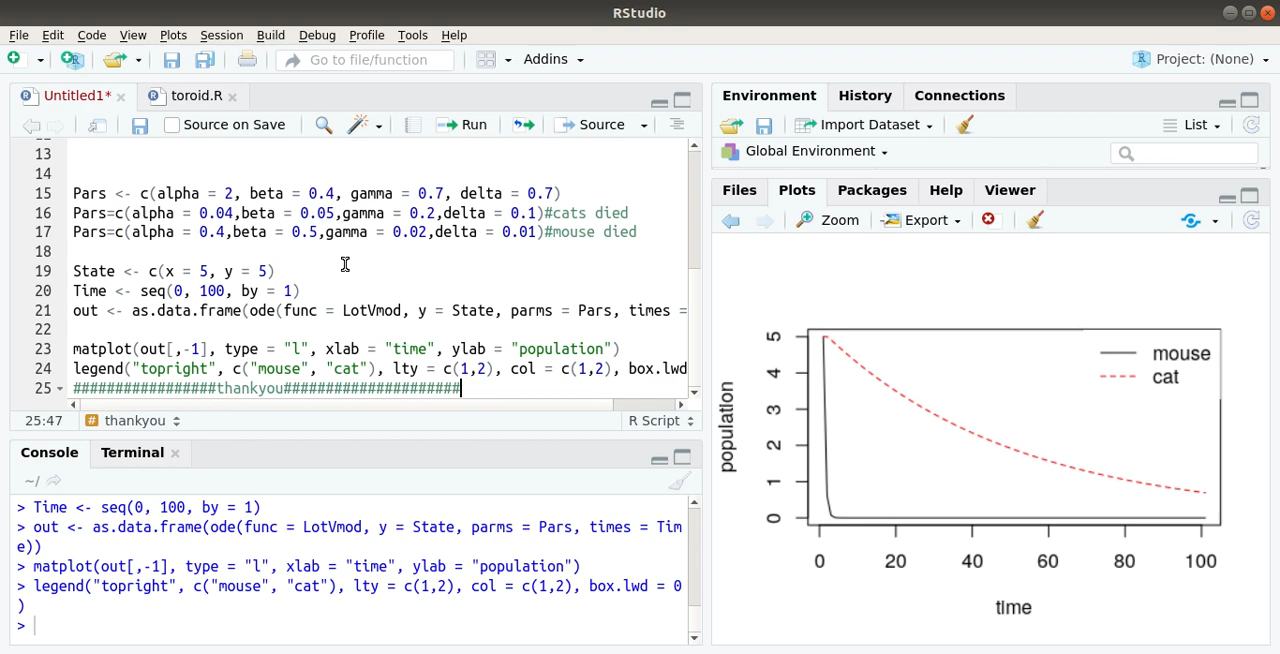 RStudio
File Edit Code View Plots Session Build Debug Profile Tools Help
Go to file/function Addins Project: (None)
Untitled1* toroid.R
Source on Save Run Source
13
14
15 Pars <- c(alpha = 2, beta = 0.4, gamma = 0.7, delta = 0.7)
16 Pars=c(alpha = 0.04,beta = 0.05,gamma = 0.2,delta = 0.1)#cats died
17 Pars=c(alpha = 0.4,beta = 0.5,gamma = 0.02,delta = 0.01)#mouse died
18
19 State <- c(x = 5, y = 5)
20 Time <- seq(0, 100, by = 1)
21 out <- as.data.frame(ode(func = LotVmod, y = State, parms = Pars, times =
22
23 matplot(out[,-1], type = "l", xlab = "time", ylab = "population")
24 legend("topright", c("mouse", "cat"), lty = c(1,2), col = c(1,2), box.lwd
25 #################thankyou#####################
25:47 # thankyou R Script
Console Terminal
~/
> Time <- seq(0, 100, by = 1)
> out <- as.data.frame(ode(func = LotVmod, y = State, parms = Pars, times = Tim
e))
> matplot(out[,-1], type = "l", xlab = "time", ylab = "population")
> legend("topright", c("mouse", "cat"), lty = c(1,2), col = c(1,2), box.lwd = 0
)
>
Environment History Connections
Import Dataset List
Global Environment
Files Plots Packages Help Viewer
Zoom Export
mouse
cat
population
5
4
3
2
1
0
0 20 40 60 80 100
time